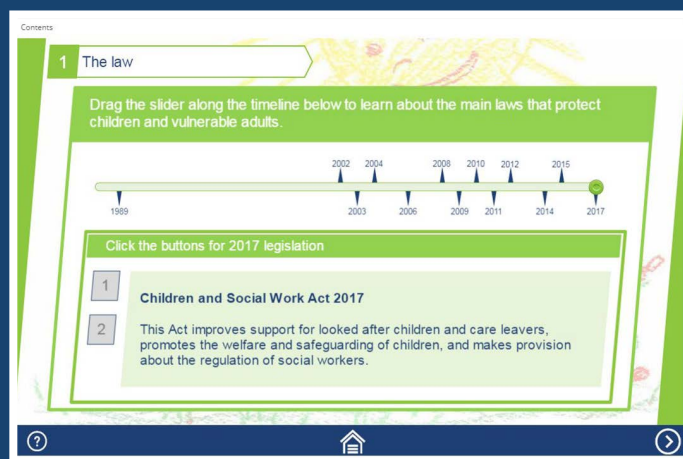 Contents
1 The law
Drag the slider along the timeline below to learn about the main laws that protect
children and vulnerable adults.
2002 2004 2008 2010 2012 2015
1989 2003 2006 2009 2011 2014 2017
Click the buttons for 2017 legislation
1
Children and Social Work Act 2017
2
This Act improves support for looked after children and care leavers,
promotes the welfare and safeguarding of children, and makes provision
about the regulation of social workers.
?